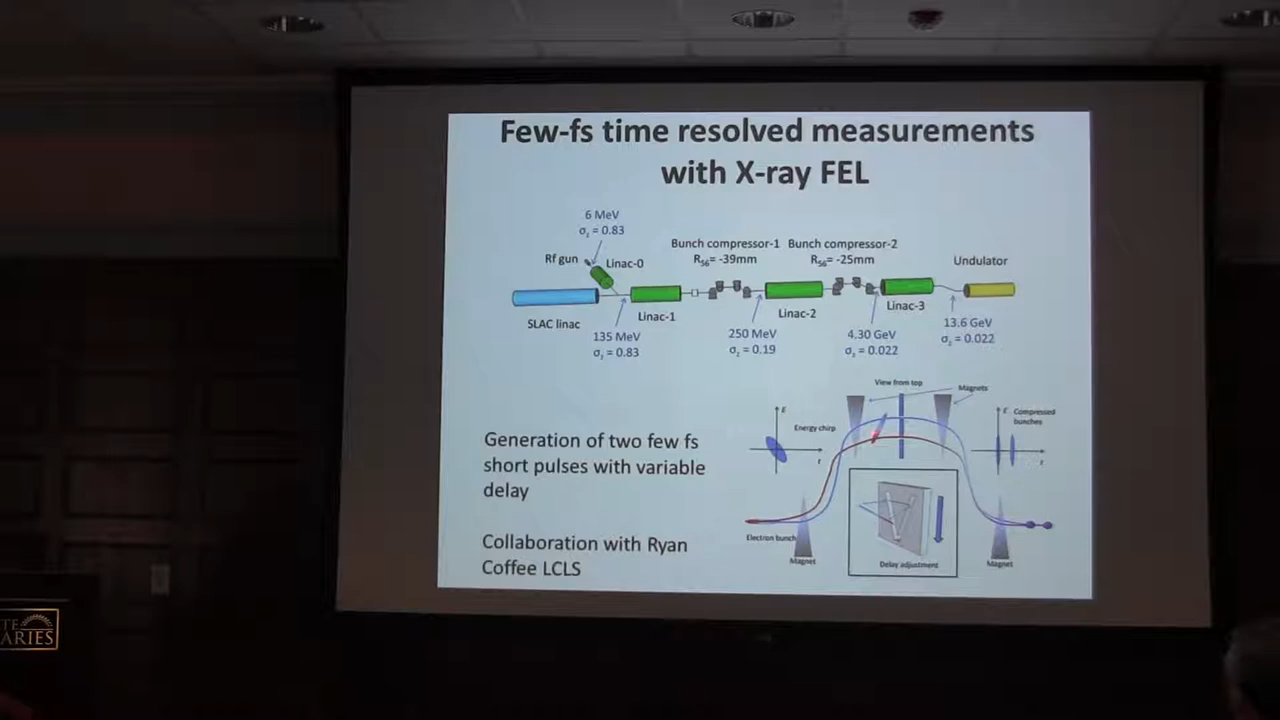 Few-fs time resolved measurements
with X-ray FEL
6 MeV
σz = 0.83
Rf gun
Linac-0
Bunch compressor-1
R56= -39mm
Bunch compressor-2
R56= -25mm
Undulator
SLAC linac
Linac-1
Linac-2
Linac-3
135 MeV
σz = 0.83
250 MeV
σz = 0.19
4.30 GeV
σz = 0.022
13.6 GeV
σz = 0.022
View from top
Magnets
E
Energy chirp
t
E
Compressed
bunches
t
Generation of two few fs
short pulses with variable
delay
Electron bunch
Magnet
Delay adjustment
Magnet
Collaboration with Ryan
Coffee LCLS
TE
ARIES